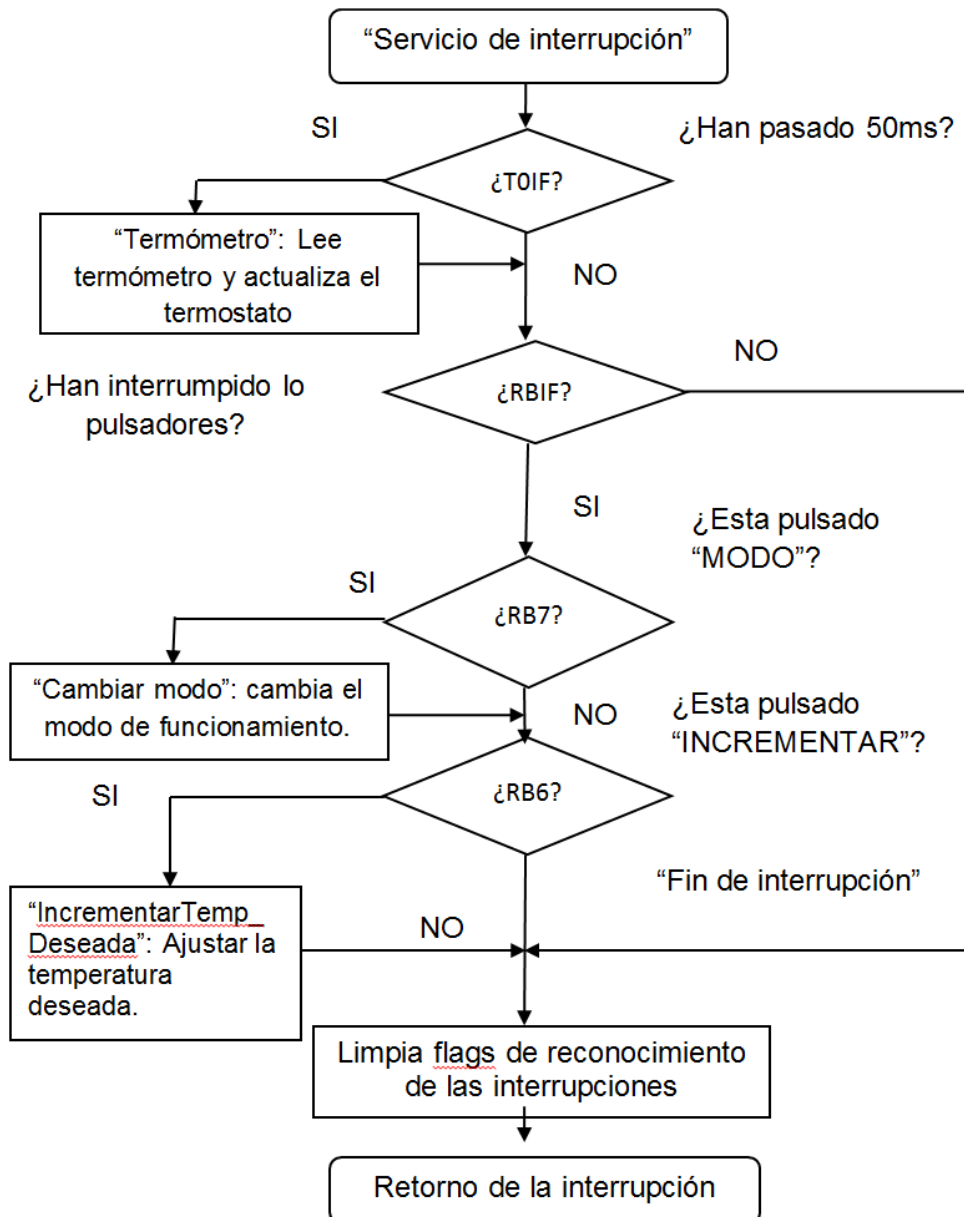 “Servicio de interrupción”
SI
¿Han pasado 50ms?
¿T0IF?
“Termómetro”: Lee
termómetro y actualiza el
termostato
NO
NO
¿Han interrumpido lo
pulsadores?
¿RBIF?
SI
¿Esta pulsado
“MODO”?
SI
¿RB7?
“Cambiar modo”: cambia el
modo de funcionamiento.
NO
¿Esta pulsado
“INCREMENTAR”?
SI
¿RB6?
“Fin de interrupción”
“IncrementarTemp_
Deseada”: Ajustar la
temperatura
deseada.
NO
Limpia flags de reconocimiento
de las interrupciones
Retorno de la interrupción